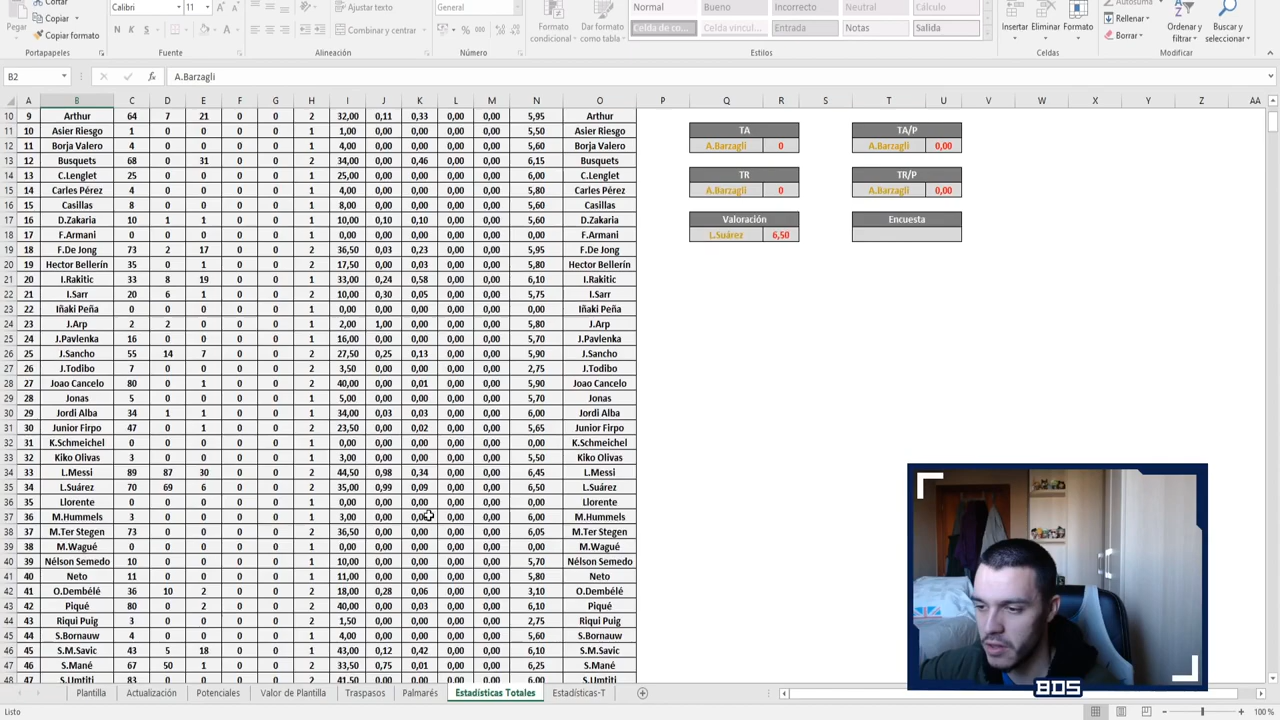 Cortar
Calibri 11
Ajustar texto
General
Normal Bueno Incorrecto Neutral Cálculo
Autosuma
Pegar
Copiar
Copiar formato
N K S
Combinar y centrar
Formato condicional
Dar formato como tabla
Celda de co... Celda vincul... Entrada Notas Salida
Insertar Eliminar Formato
Rellenar
Borrar
Ordenar y filtrar
Buscar y seleccionar
Portapapeles Fuente Alineación Número Estilos Celdas Modificar
B2 fx A.Barzagli
A B C D E F G H I J K L M N O P Q R S T U V W X Y Z AA
10 9 Arthur 64 7 21 0 0 2 32,00 0,11 0,33 0,00 0,00 5,95 Arthur
11 10 Asier Riesgo 1 0 0 0 0 1 1,00 0,00 0,00 0,00 0,00 5,50 Asier Riesgo TA TA/P
12 11 Borja Valero 4 0 0 0 0 1 4,00 0,00 0,00 0,00 0,00 5,60 Borja Valero A.Barzagli 0 A.Barzagli 0,00
13 12 Busquets 68 0 31 0 0 2 34,00 0,00 0,46 0,00 0,00 6,15 Busquets
14 13 C.Lenglet 25 0 0 0 0 1 25,00 0,00 0,00 0,00 0,00 6,00 C.Lenglet TR TR/P
15 14 Carles Pérez 4 0 0 0 0 1 4,00 0,00 0,00 0,00 0,00 5,80 Carles Pérez A.Barzagli 0 A.Barzagli 0,00
16 15 Casillas 8 0 0 0 0 1 8,00 0,00 0,00 0,00 0,00 5,60 Casillas
17 16 D.Zakaria 10 1 1 0 0 1 10,00 0,10 0,10 0,00 0,00 5,60 D.Zakaria Valoración Encuesta
18 17 F.Armani 0 0 0 0 0 1 0,00 0,00 0,00 0,00 0,00 0,00 F.Armani L.Suárez 6,50
19 18 F.De Jong 73 2 17 0 0 2 36,50 0,03 0,23 0,00 0,00 5,95 F.De Jong
20 19 Hector Bellerín 35 0 1 0 0 2 17,50 0,00 0,03 0,00 0,00 5,80 Hector Bellerín
21 20 I.Rakitic 33 8 19 0 0 1 33,00 0,24 0,58 0,00 0,00 6,10 I.Rakitic
22 21 I.Sarr 20 6 1 0 0 2 10,00 0,30 0,05 0,00 0,00 5,75 I.Sarr
23 22 Iñaki Peña 0 0 0 0 0 1 0,00 0,00 0,00 0,00 0,00 0,00 Iñaki Peña
24 23 J.Arp 2 2 0 0 0 1 2,00 1,00 0,00 0,00 0,00 5,80 J.Arp
25 24 J.Pavlenka 16 0 0 0 0 1 16,00 0,00 0,00 0,00 0,00 5,70 J.Pavlenka
26 25 J.Sancho 55 14 7 0 0 2 27,50 0,25 0,13 0,00 0,00 5,90 J.Sancho
27 26 J.Todibo 7 0 0 0 0 2 3,50 0,00 0,00 0,00 0,00 2,75 J.Todibo
28 27 Joao Cancelo 80 0 1 0 0 2 40,00 0,00 0,01 0,00 0,00 5,90 Joao Cancelo
29 28 Jonas 5 0 0 0 0 1 5,00 0,00 0,00 0,00 0,00 5,70 Jonas
30 29 Jordi Alba 34 1 1 0 0 1 34,00 0,03 0,03 0,00 0,00 6,00 Jordi Alba
31 30 Junior Firpo 47 0 1 0 0 2 23,50 0,00 0,02 0,00 0,00 5,65 Junior Firpo
32 31 K.Schmeichel 0 0 0 0 0 1 0,00 0,00 0,00 0,00 0,00 0,00 K.Schmeichel
33 32 Kiko Olivas 3 0 0 0 0 1 3,00 0,00 0,00 0,00 0,00 5,50 Kiko Olivas
34 33 L.Messi 89 87 30 0 0 2 44,50 0,98 0,34 0,00 0,00 6,45 L.Messi
35 34 L.Suárez 70 69 6 0 0 2 35,00 0,99 0,09 0,00 0,00 6,50 L.Suárez
36 35 Llorente 0 0 0 0 0 1 0,00 0,00 0,00 0,00 0,00 0,00 Llorente
37 36 M.Hummels 3 0 0 0 0 1 3,00 0,00 0,00 0,00 0,00 6,00 M.Hummels
38 37 M.Ter Stegen 73 0 0 0 0 2 36,50 0,00 0,00 0,00 0,00 6,05 M.Ter Stegen
39 38 M.Wagué 0 0 0 0 0 1 0,00 0,00 0,00 0,00 0,00 0,00 M.Wagué
40 39 Nélson Semedo 10 0 0 0 0 1 10,00 0,00 0,00 0,00 0,00 5,70 Nélson Semedo
41 40 Neto 11 0 0 0 0 1 11,00 0,00 0,00 0,00 0,00 5,80 Neto
42 41 O.Dembélé 36 10 2 0 0 2 18,00 0,28 0,06 0,00 0,00 3,10 O.Dembélé
43 42 Piqué 80 0 2 0 0 2 40,00 0,00 0,03 0,00 0,00 6,10 Piqué
44 43 Riqui Puig 3 0 0 0 0 2 1,50 0,00 0,00 0,00 0,00 2,75 Riqui Puig
45 44 S.Bornauw 4 0 0 0 0 1 4,00 0,00 0,00 0,00 0,00 5,60 S.Bornauw
46 45 S.M.Savic 43 5 18 0 0 1 43,00 0,12 0,42 0,00 0,00 6,10 S.M.Savic
47 46 S.Mané 67 50 1 0 0 2 33,50 0,75 0,01 0,00 0,00 6,25 S.Mané
48 47 S.Umtiti 83 0 0 0 0 2 41,50 0,00 0,00 0,00 0,00 6,00 S.Umtiti
BDS
Plantilla Actualización Potenciales Valor de Plantilla Traspasos Palmarés Estadísticas Totales Estadísticas-T
Listo 100 %